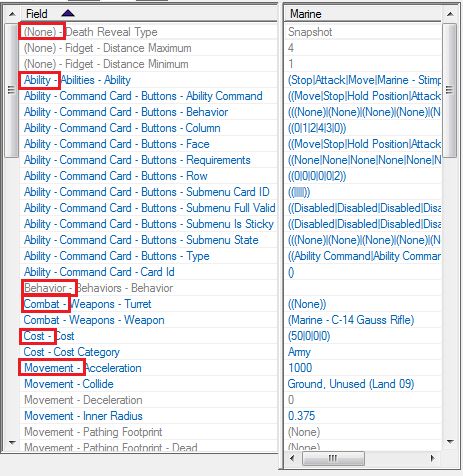 Field Marine
(None) - Death Reveal Type Snapshot
(None) - Fidget - Distance Maximum 4
(None) - Fidget - Distance Minimum 1
Ability - Abilities - Ability (Stop|Attack|Move|Marine - Stimp
Ability - Command Card - Buttons - Ability Command ((Move|Stop|Hold Position|Attack
Ability - Command Card - Buttons - Behavior (((None)|(None)|(None)|(None)|(N
Ability - Command Card - Buttons - Column ((0|1|2|4|3|0))
Ability - Command Card - Buttons - Face ((Move|Stop|Hold Position|Attack
Ability - Command Card - Buttons - Requirements ((None|None|None|None|None|N
Ability - Command Card - Buttons - Row ((0|0|0|0|0|2))
Ability - Command Card - Buttons - Submenu Card ID ((|||||))
Ability - Command Card - Buttons - Submenu Full Valid ((Disabled|Disabled|Disabled|Disa
Ability - Command Card - Buttons - Submenu Is Sticky ((Disabled|Disabled|Disabled|Disa
Ability - Command Card - Buttons - Submenu State (((None)|(None)|(None)|(None)|(N
Ability - Command Card - Buttons - Type ((Ability Command|Ability Comman
Ability - Command Card - Card Id ()
Behavior - Behaviors - Behavior
Combat - Weapons - Turret ((None))
Combat - Weapons - Weapon (Marine - C-14 Gauss Rifle)
Cost - Cost (50|0|0|0)
Cost - Cost Category Army
Movement - Acceleration 1000
Movement - Collide Ground, Unused (Land 09)
Movement - Deceleration 0
Movement - Inner Radius 0.375
Movement - Pathing Footprint (None)
Movement - Pathing Footprint - Dead (None)